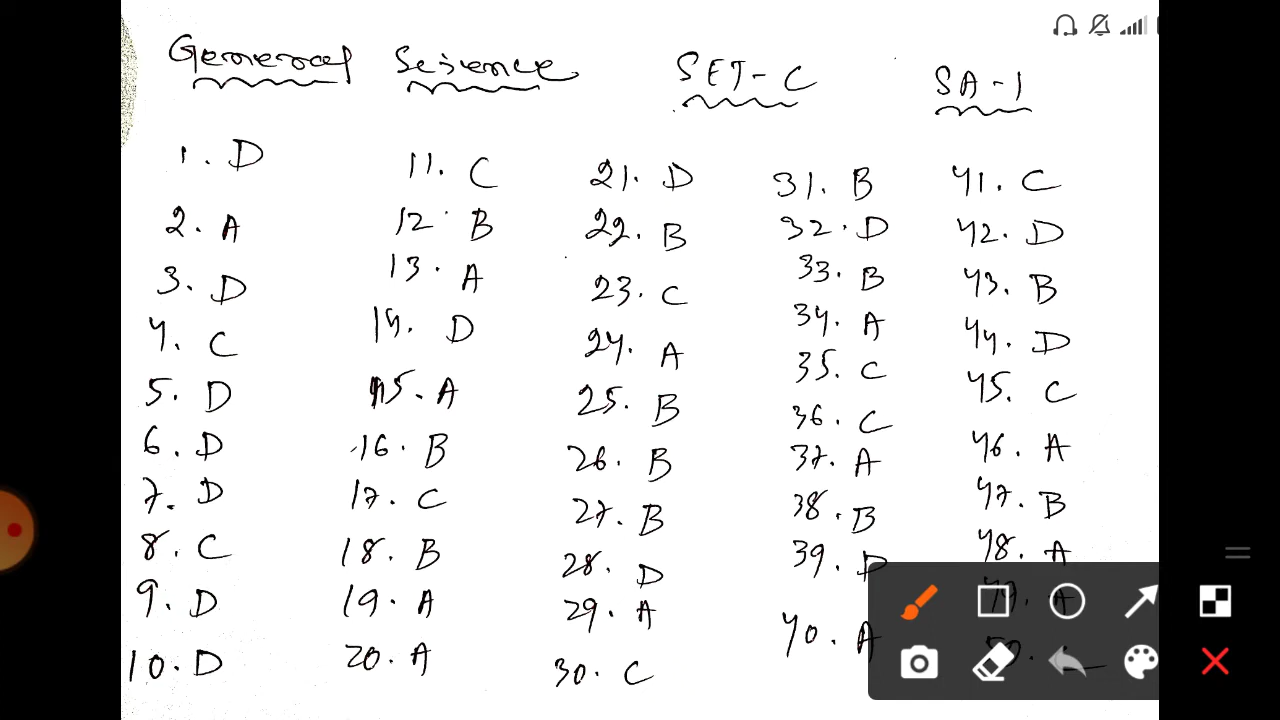 General Science SET-C SA-1
1. D
2. A
3. D
4. C
5. D
6. D
7. D
8. C
9. D
10. D
11. C
12. B
13. A
14. D
15. A
16. B
17. C
18. B
19. A
20. A
21. D
22. B
23. C
24. A
25. B
26. B
27. B
28. D
29. A
30. C
31. B
32. D
33. B
34. A
35. C
36. C
37. A
38. B
39. D
40. A
41. C
42. D
43. B
44. D
45. C
46. A
47. B
48. A
49. A
50.